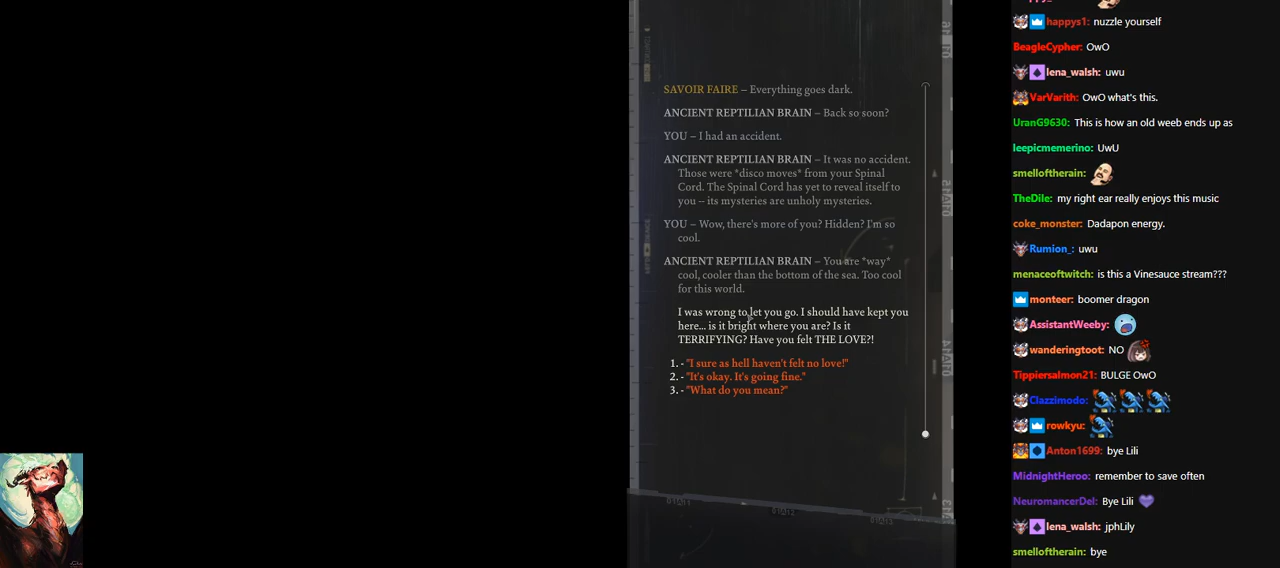 SAVOIR FAIRE – Everything goes dark.
ANCIENT REPTILIAN BRAIN – Back so soon?
YOU – I had an accident.
ANCIENT REPTILIAN BRAIN – It was no accident.
Those were *disco moves* from your Spinal
Cord. The Spinal Cord has yet to reveal itself to
you – its mysteries are unholy mysteries.
YOU – Wow, there's more of you? Hidden? I'm so
cool.
ANCIENT REPTILIAN BRAIN – You are *way*
cool, cooler than the bottom of the sea. Too cool
for this world.
I was wrong to let you go. I should have kept you
here... is it bright where you are? Is it
TERRIFYING? Have you felt THE LOVE?!
1. - "I sure as hell haven't felt no love!"
2. - "It's okay. It's going fine."
3. - "What do you mean?"
happys1: nuzzle yourself
BeagleCypher: OwO
lena_walsh: uwu
VarVarith: OwO what's this.
UranG9630: This is how an old weeb ends up as
leepicmemerino: UwU
smelloftherain:
TheDile: my right ear really enjoys this music
coke_monster: Dadapon energy.
Rumion_: uwu
menaceoftwitch: is this a Vinesauce stream???
monteer: boomer dragon
AssistantWeeby:
wanderingtoot: NO
Tippiersalmon21: BULGE OwO
Clazzimodo:
rowkyu:
Anton1699: bye Lili
MidnightHeroo: remember to save often
NeuromancerDel: Bye Lili
lena_walsh: jphLily
smelloftherain: bye